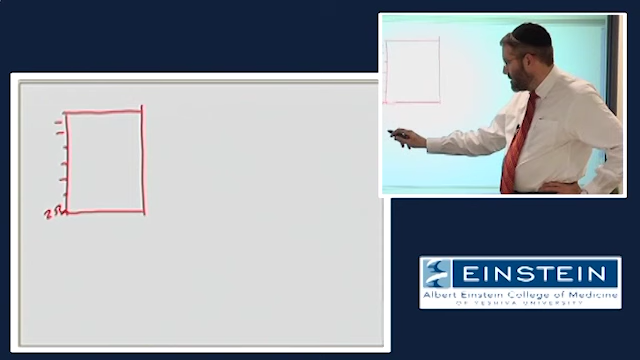 EINSTEIN
Albert Einstein College of Medicine
OF YESHIVA UNIVERSITY